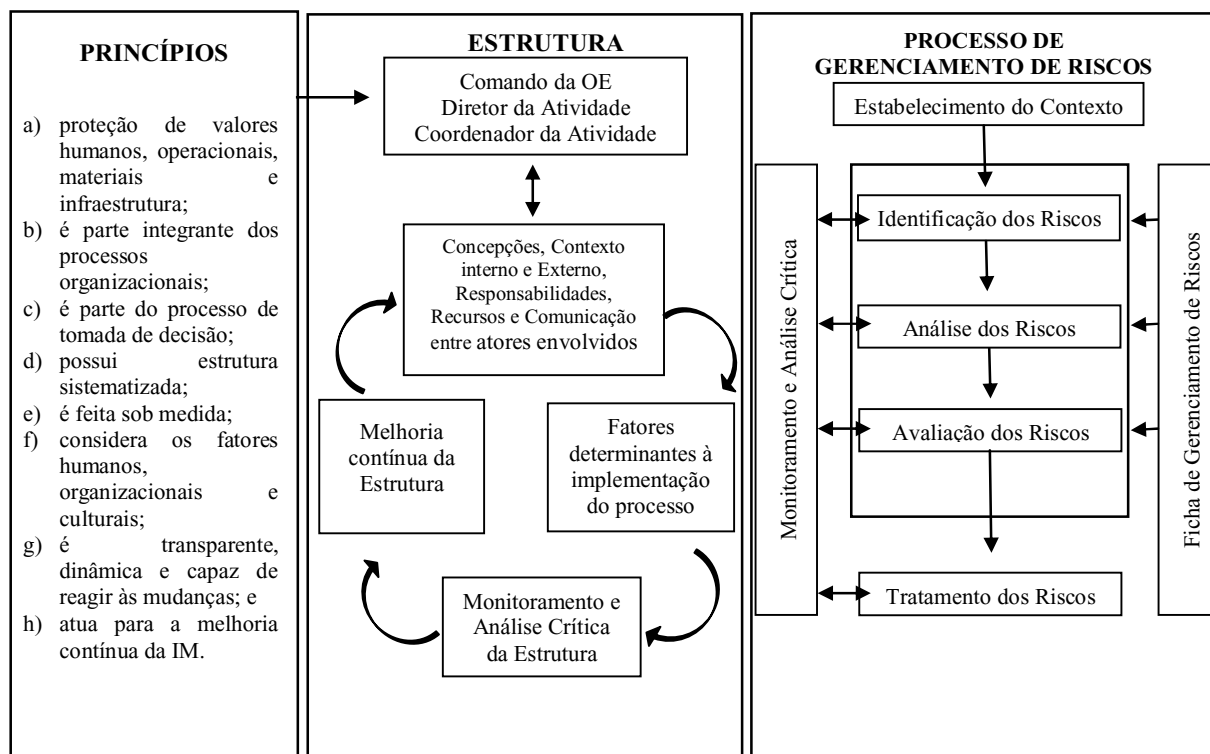 PRINCÍPIOS
a) proteção de valores
humanos, operacionais,
materiais e
infraestrutura;
b) é parte integrante dos
processos
organizacionais;
c) é parte do processo de
tomada de decisão;
d) possui estrutura
sistematizada;
e) é feita sob medida;
f) considera os fatores
humanos,
organizacionais e
culturais;
g) é transparente,
dinâmica e capaz de
reagir às mudanças; e
h) atua para a melhoria
contínua da IM.
ESTRUTURA
Comando da OE
Diretor da Atividade
Coordenador da Atividade
Concepções, Contexto
interno e Externo,
Responsabilidades,
Recursos e Comunicação
entre atores envolvidos
Melhoria
contínua da
Estrutura
Fatores
determinantes à
implementação
do processo
Monitoramento e
Análise Crítica
da Estrutura
PROCESSO DE
GERENCIAMENTO DE RISCOS
Estabelecimento do Contexto
Monitoramento e Análise Crítica
Identificação dos Riscos
Análise dos Riscos
Avaliação dos Riscos
Tratamento dos Riscos
Ficha de Gerenciamento de Riscos